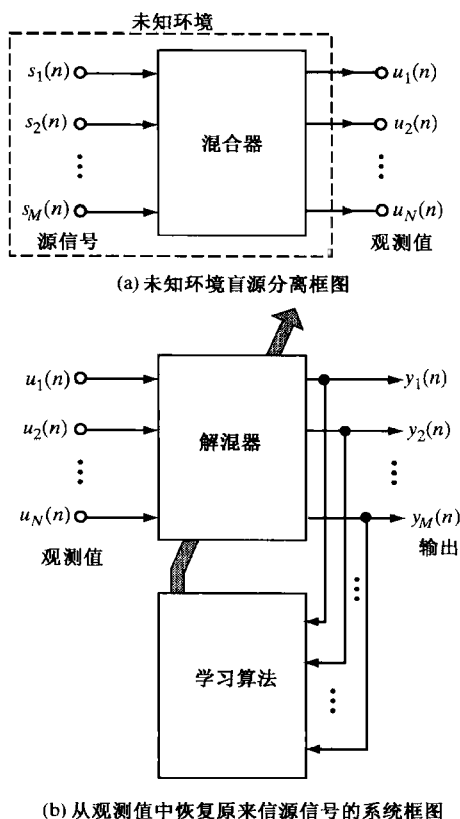 未知环境
s1(n)
u1(n)
s2(n)
u2(n)
混合器
sM(n)
uN(n)
源信号
观测值
(a) 未知环境盲源分离框图
u1(n)
y1(n)
u2(n)
y2(n)
解混器
uN(n)
yM(n)
观测值
输出
学习算法
(b) 从观测值中恢复原来信源信号的系统框图